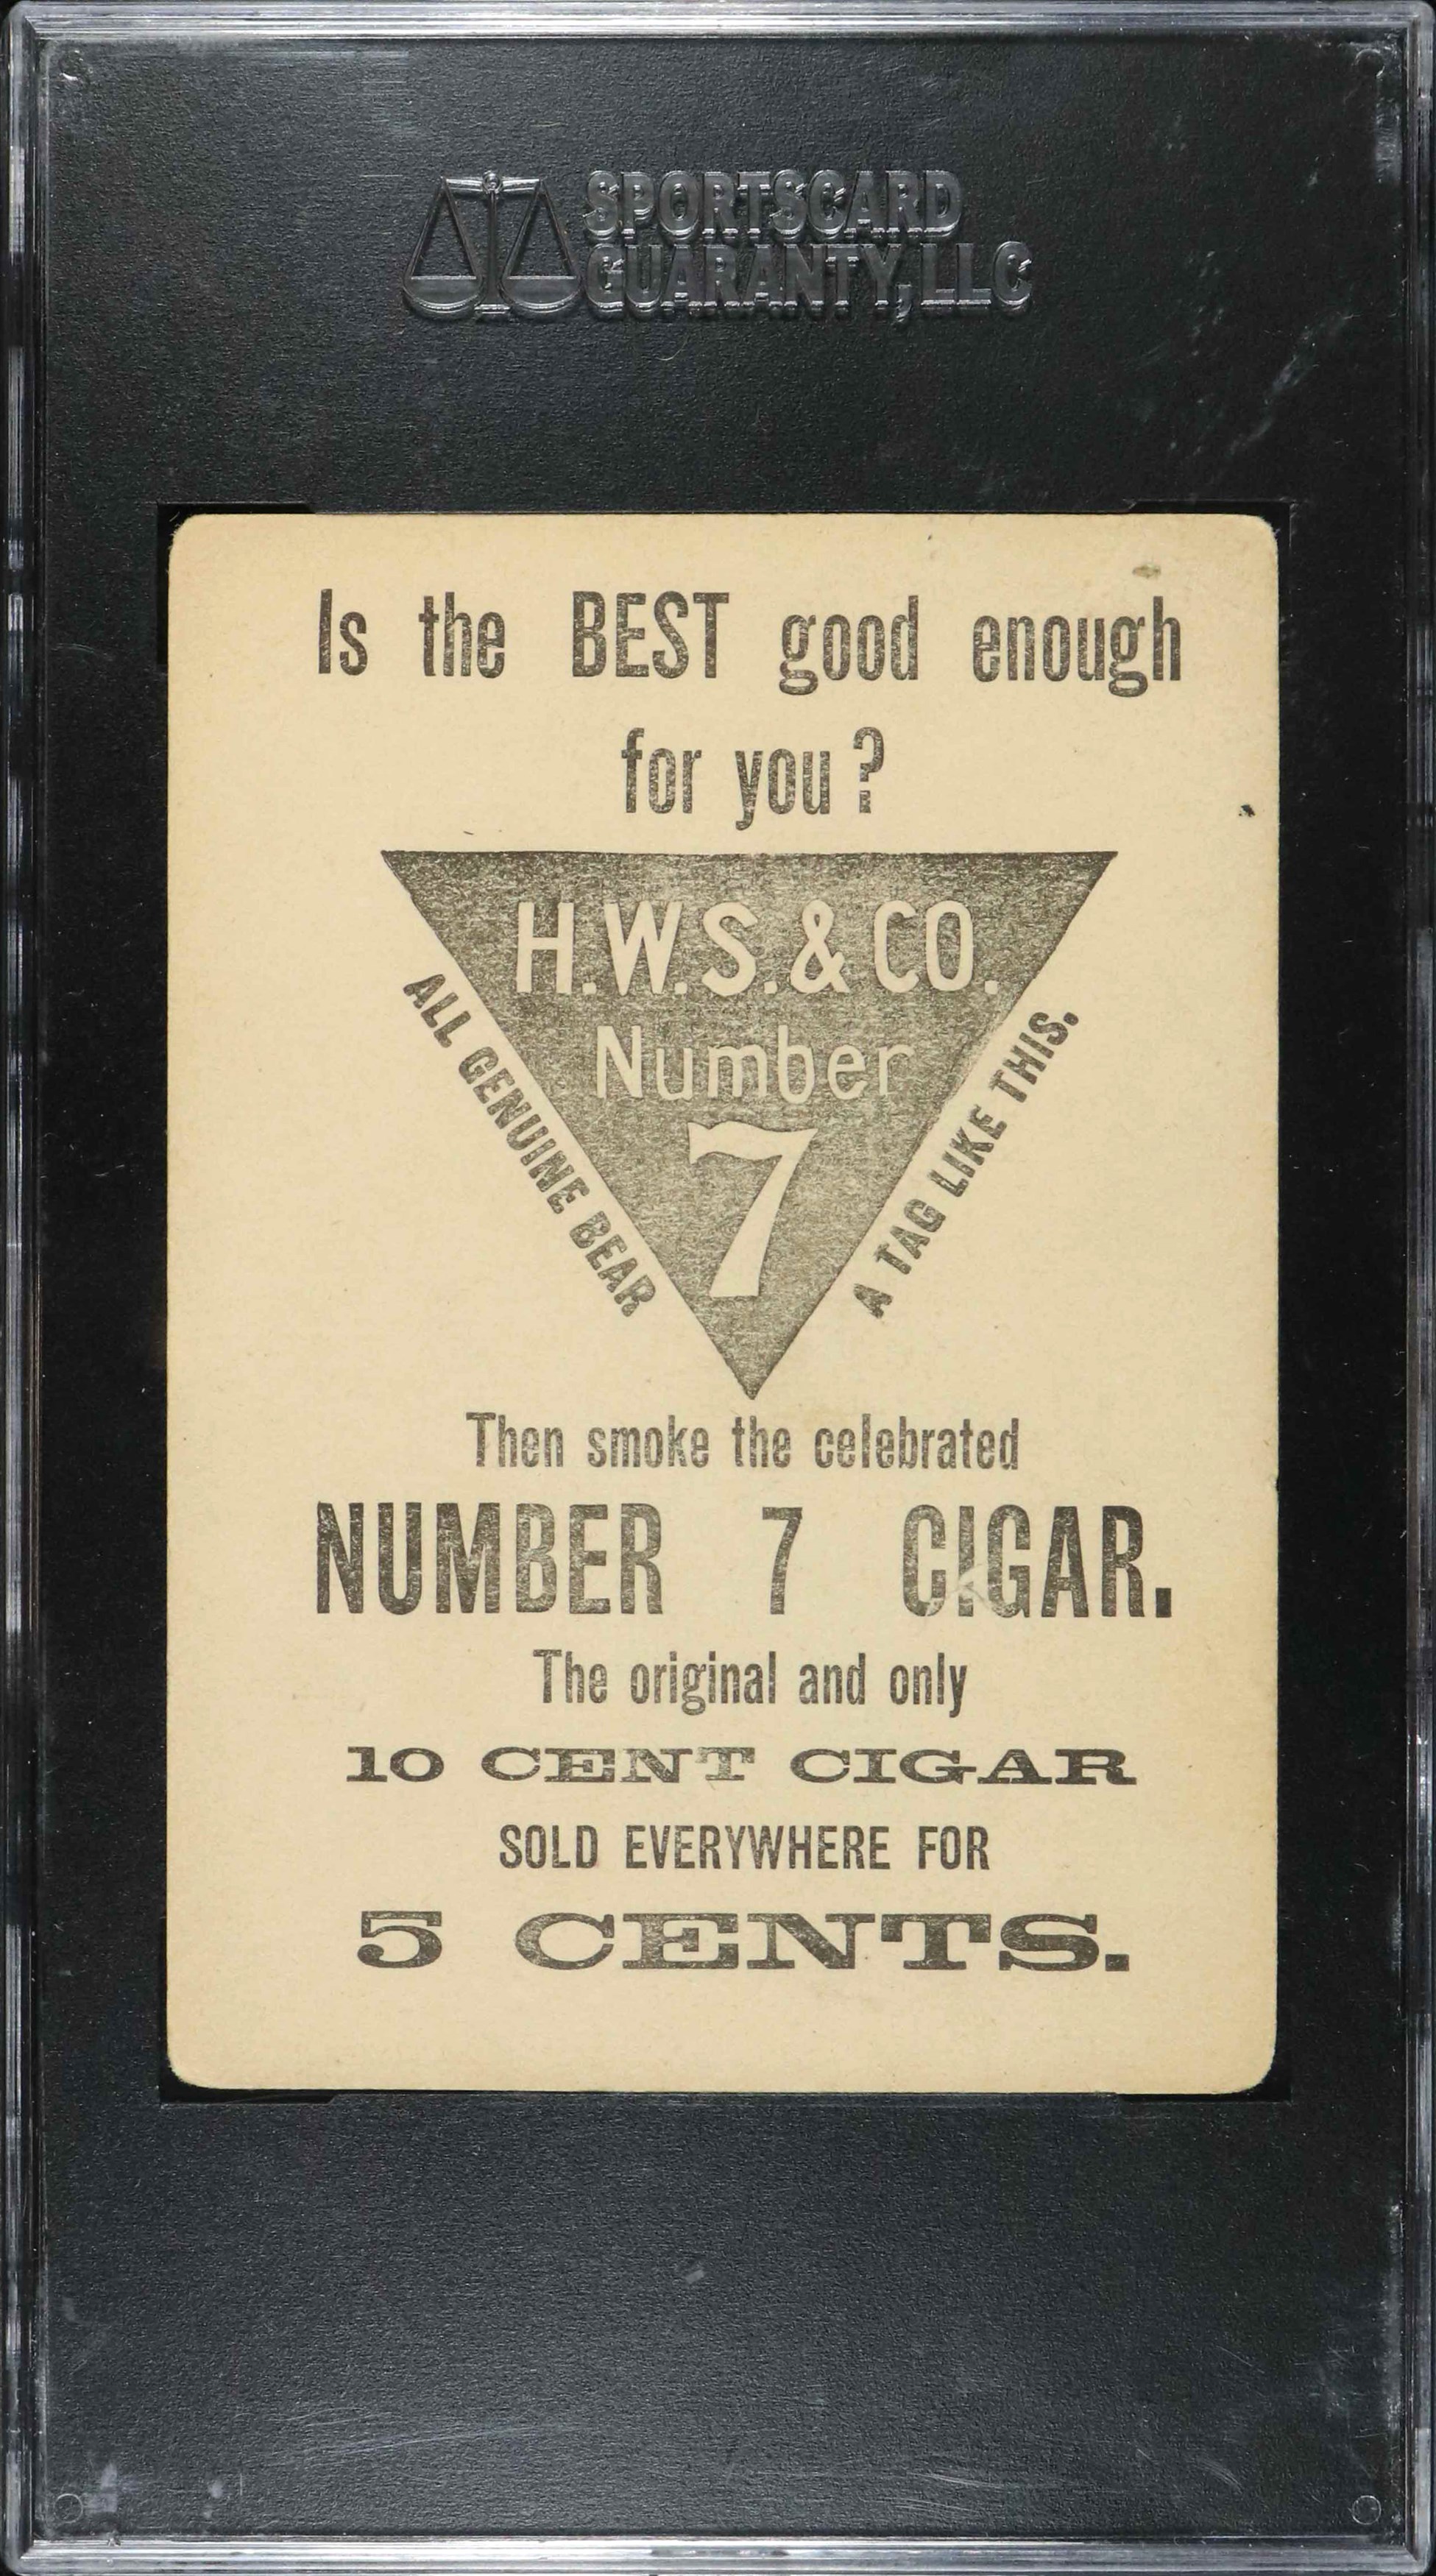 SPORTSCARD
GUARANTY, LLC
Is the BEST good enough
for you?
H.W.S. & CO.
Number
7
ALL GENUINE BEAR
A TAG LIKE THIS.
Then smoke the celebrated
NUMBER 7 CIGAR.
The original and only
10 CENT CIGAR
SOLD EVERYWHERE FOR
5 CENTS.